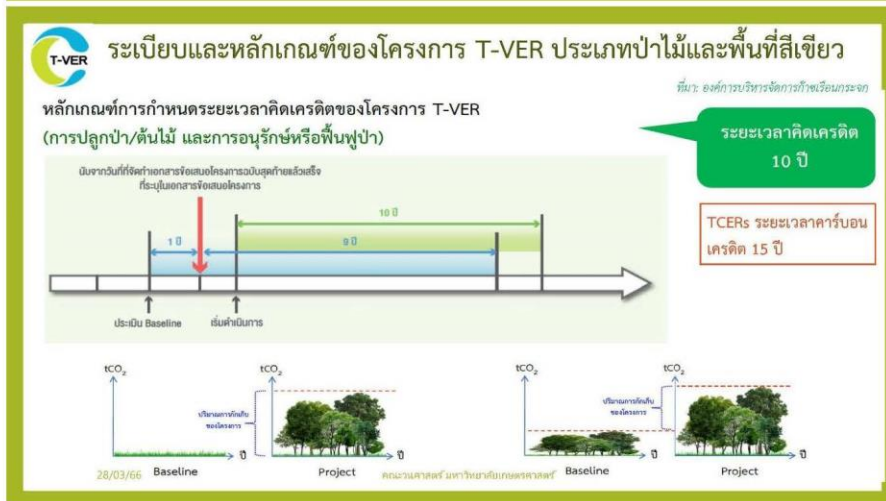 T-VER
ระเบียบและหลักเกณฑ์ของโครงการ T-VER ประเภทป่าไม้และพื้นที่สีเขียว
ที่มา: องค์การบริหารจัดการก๊าซเรือนกระจก
หลักเกณฑ์การกำหนดระยะเวลาคิดเครดิตของโครงการ T-VER
(การปลูกป่า/ต้นไม้ และการอนุรักษ์หรือฟื้นฟูป่า)
ระยะเวลาคิดเครดิต
10 ปี
นับจากวันที่ที่จัดทำเอกสารข้อเสนอโครงการฉบับสุดท้ายแล้วเสร็จ
ที่ระบุในเอกสารข้อเสนอโครงการ
10 ปี
1 ปี
9 ปี
TCERs ระยะเวลาคาร์บอน
เครดิต 15 ปี
ประเมิน Baseline
เริ่มดำเนินการ
tCO2
tCO2
tCO2
tCO2
ปริมาณการกักเก็บ
ของโครงการ
ปริมาณการกักเก็บ
ของโครงการ
ปี
ปี
ปี
ปี
28/03/66
Baseline
Project
คณะวนศาสตร์ มหาวิทยาลัยเกษตรศาสตร์
Baseline
Project